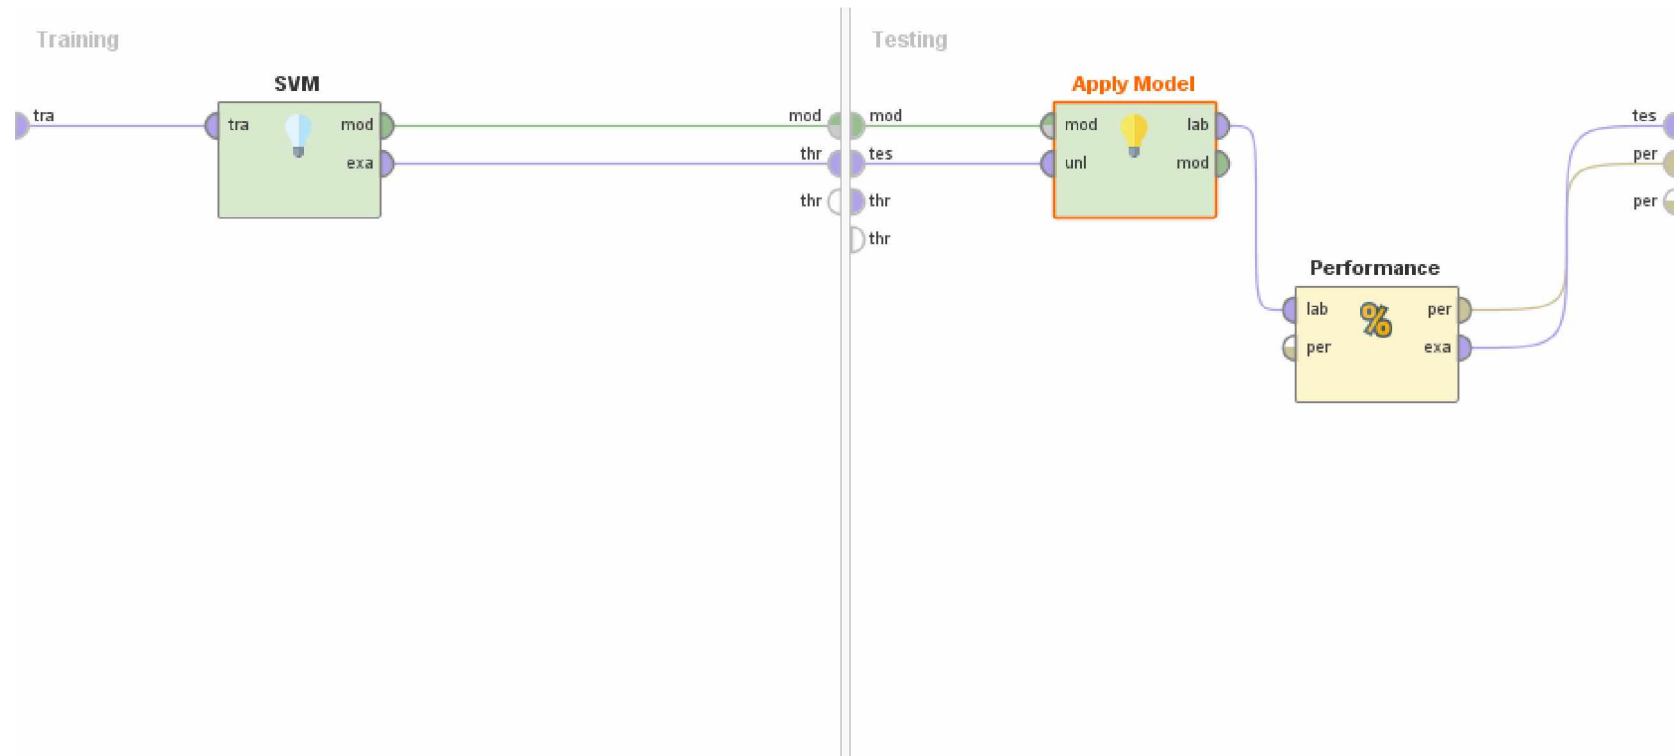 Training
SVM
tra
tra
mod
exa
mod
thr
thr
Testing
Apply Model
mod
tes
thr
thr
mod
unl
lab
mod
Performance
lab
per
per
exa
tes
per
per